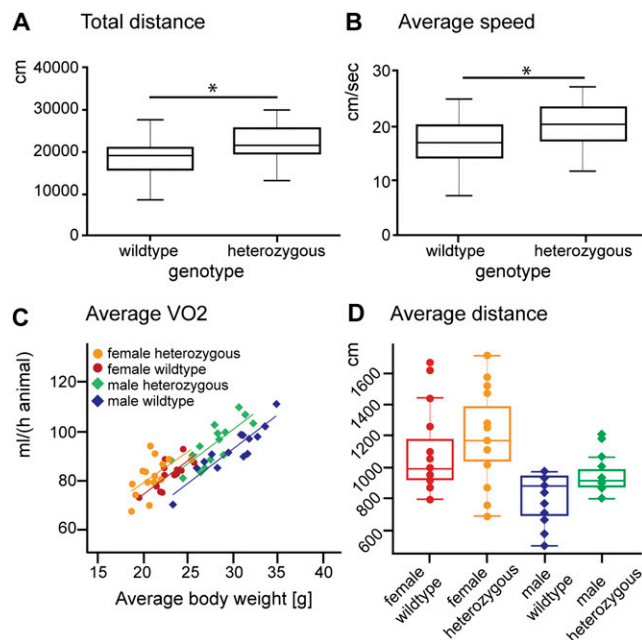 A Total distance
cm
40000
30000
20000
10000
0
*
wildtype heterozygous
genotype
B Average speed
cm/sec
30
20
10
0
*
wildtype heterozygous
genotype
C Average VO2
ml/(h animal)
female heterozygous
female wildtype
male heterozygous
male wildtype
120
100
80
60
15 20 25 30 35 40
Average body weight [g]
D Average distance
cm
1600
1400
1200
1000
800
600
female
wildtype
female
heterozygous
male
wildtype
male
heterozygous